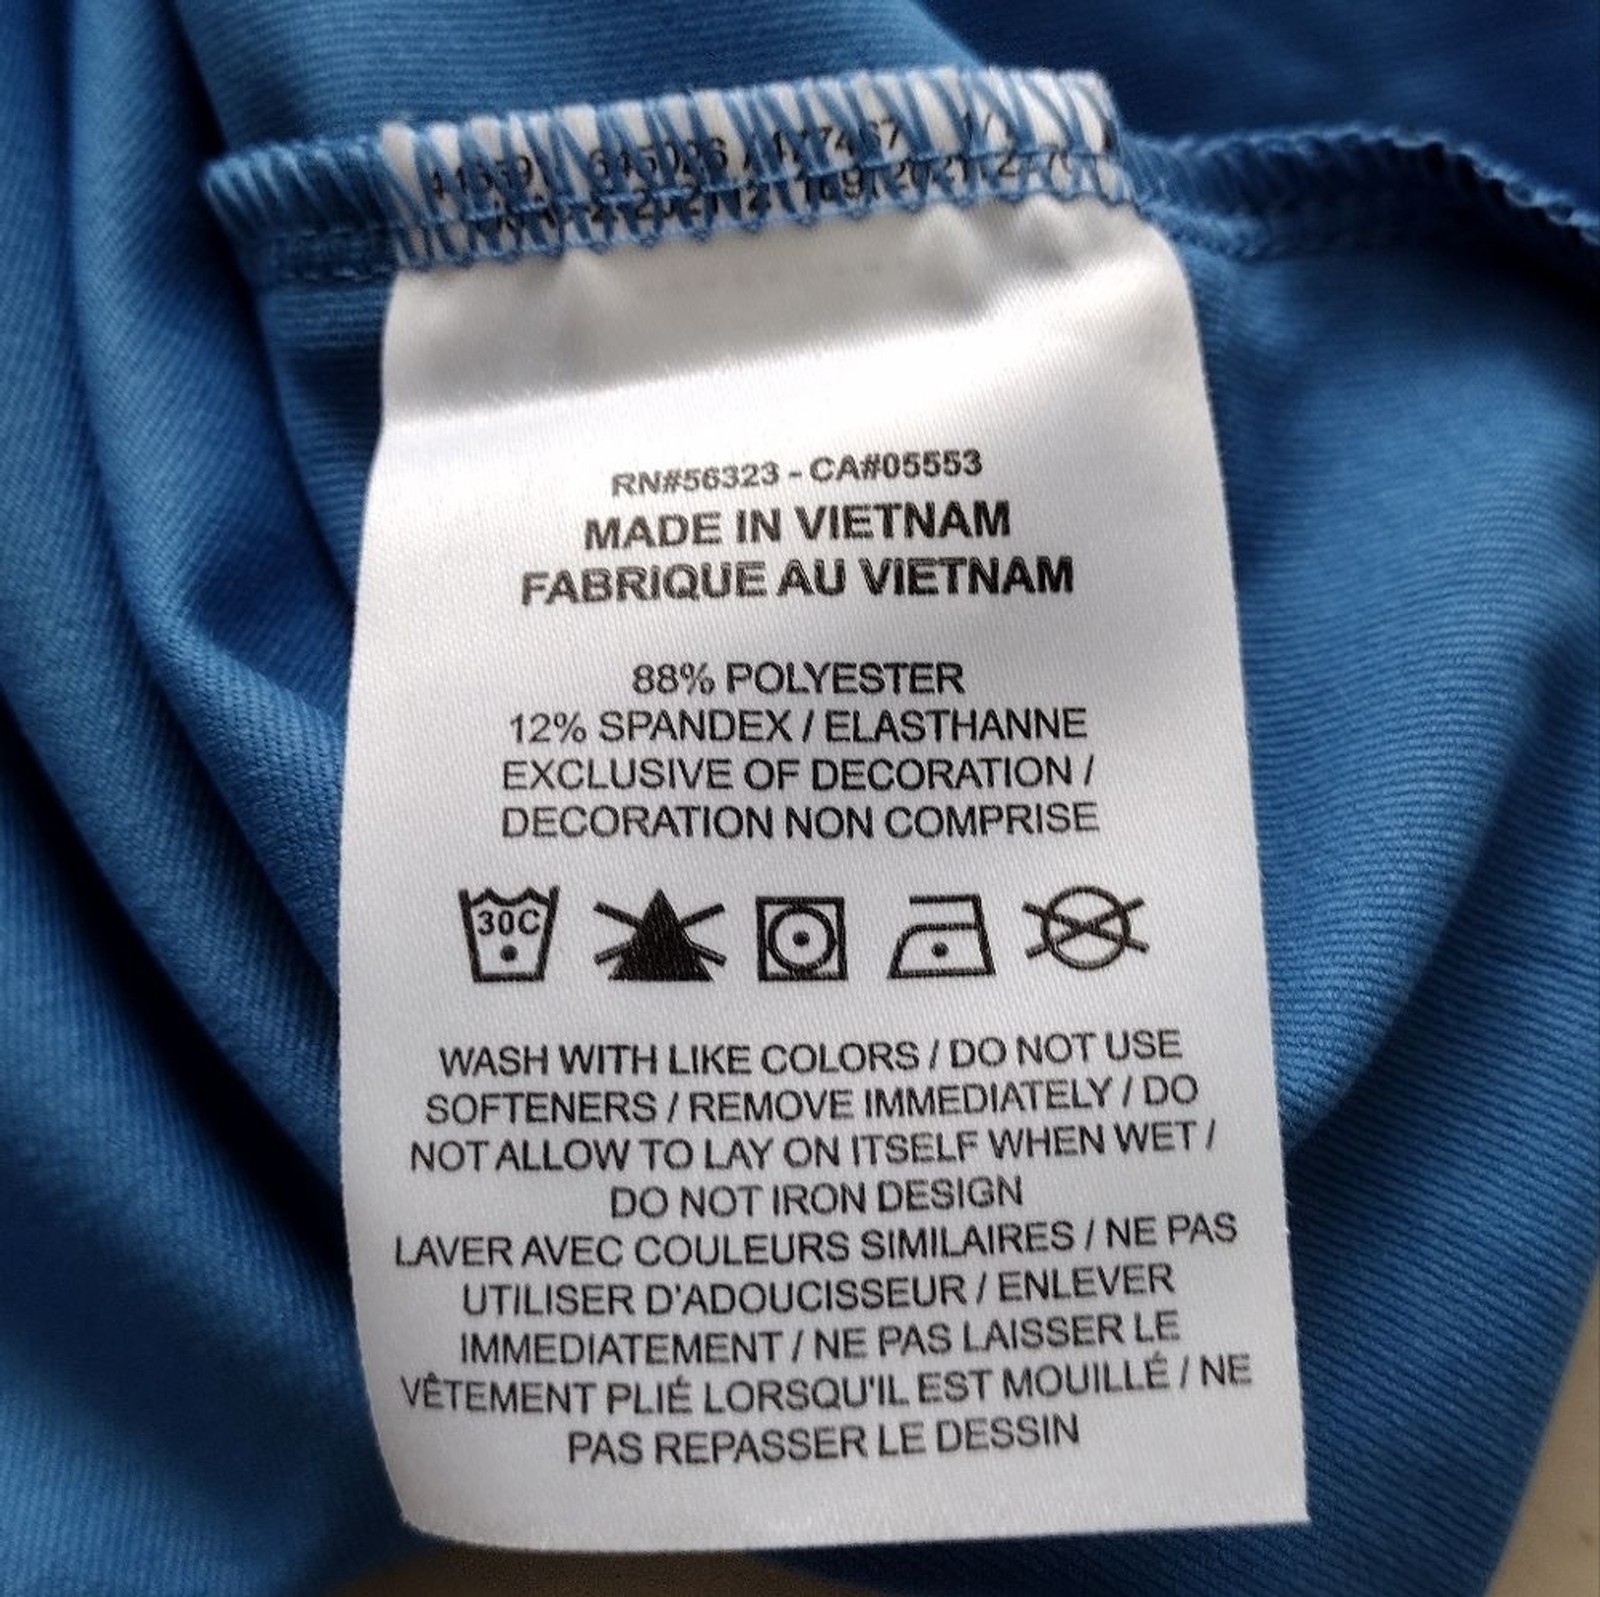 RN#56323 - CA#05553
MADE IN VIETNAM
FABRIQUE AU VIETNAM
88% POLYESTER
12% SPANDEX / ELASTHANNE
EXCLUSIVE OF DECORATION /
DECORATION NON COMPRISE
30C
WASH WITH LIKE COLORS / DO NOT USE
SOFTENERS / REMOVE IMMEDIATELY / DO
NOT ALLOW TO LAY ON ITSELF WHEN WET /
DO NOT IRON DESIGN
LAVER AVEC COULEURS SIMILAIRES / NE PAS
UTILISER D'ADOUCISSEUR / ENLEVER
IMMEDIATEMENT / NE PAS LAISSER LE
VÊTEMENT PLIÉ LORSQU'IL EST MOUILLÉ / NE
PAS REPASSER LE DESSIN